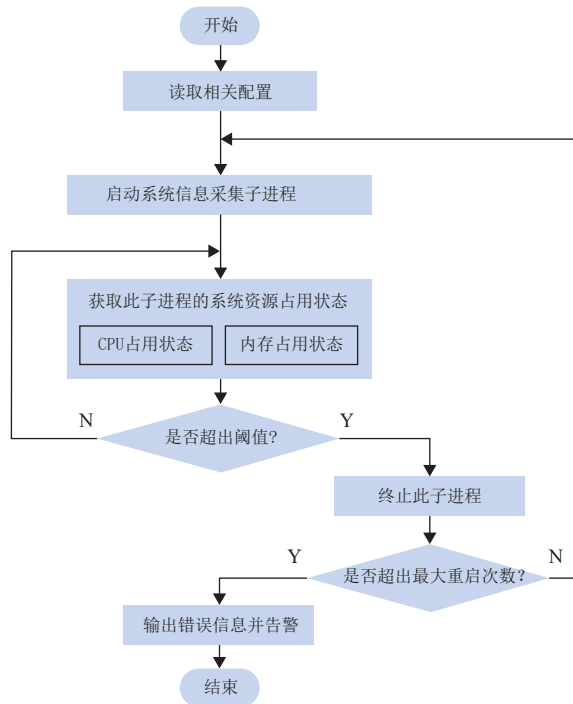 开始
读取相关配置
启动系统信息采集子进程
获取此子进程的系统资源占用状态
CPU占用状态
内存占用状态
N
是否超出阈值?
Y
终止此子进程
Y
是否超出最大重启次数?
N
输出错误信息并告警
结束